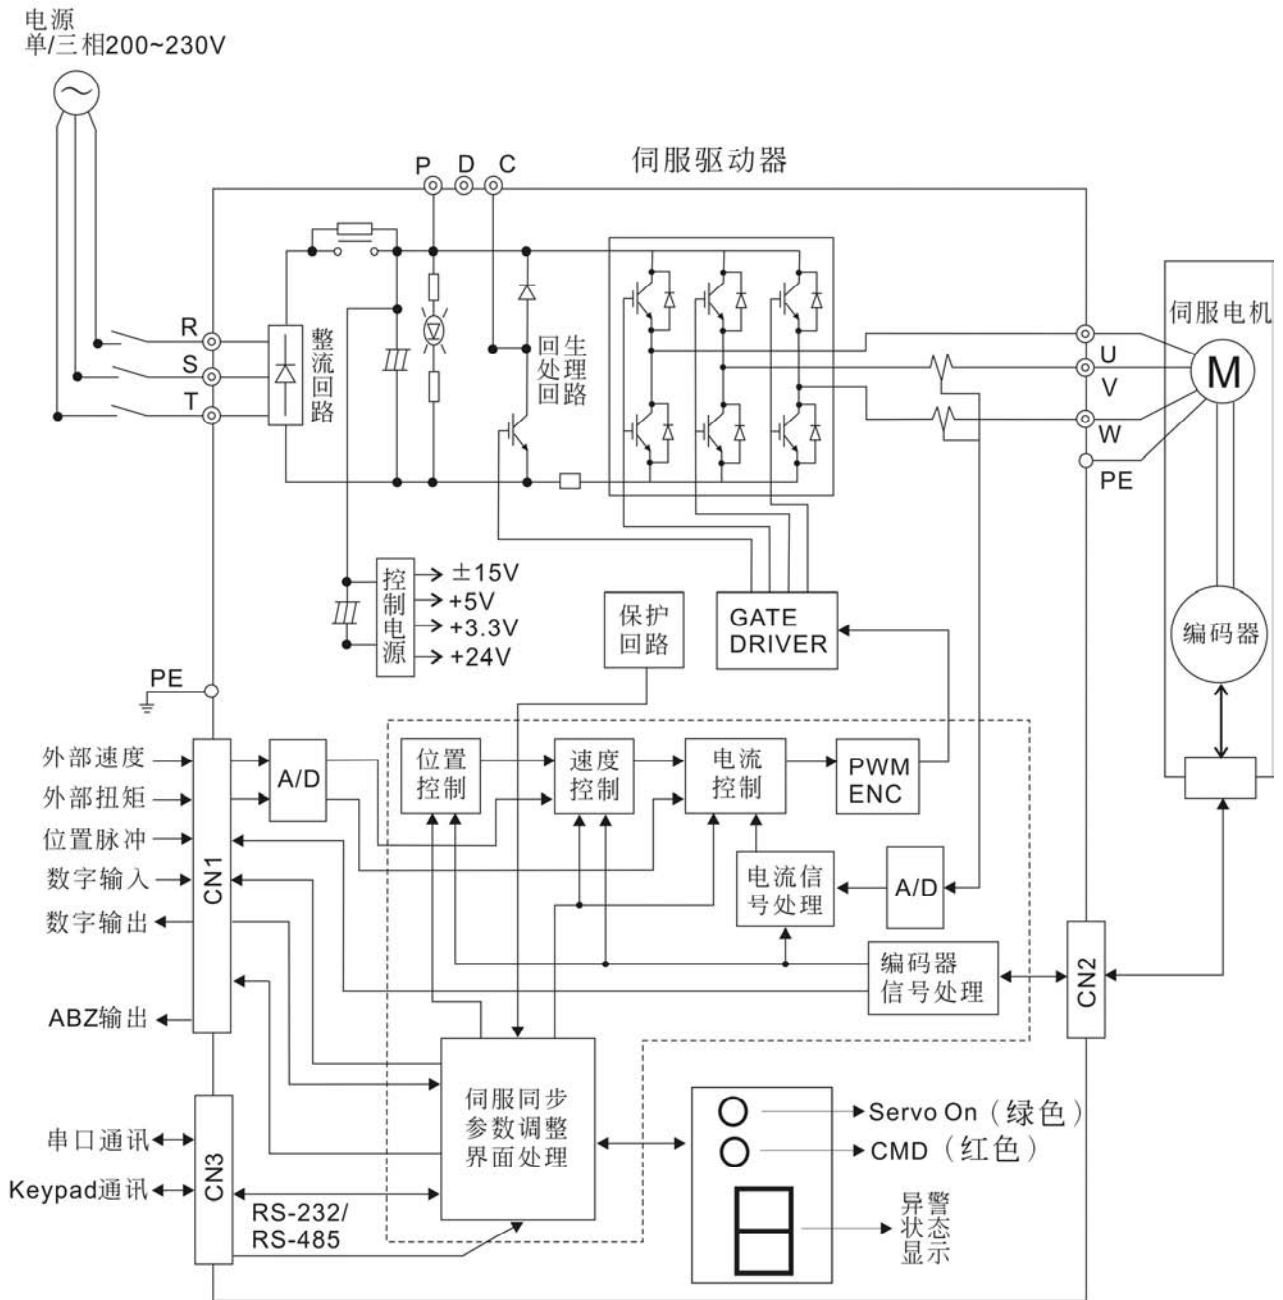 电源
单/三相200~230V
P
D
C
伺服驱动器
R
S
T
整流回路
回生
处理
回路
伺服电机
M
U
V
W
PE
编码器
控制电源
±15V
+5V
+3.3V
+24V
保护
回路
GATE
DRIVER
PE
外部速度
外部扭矩
位置脉冲
数字输入
数字输出
ABZ输出
CN1
A/D
位置
控制
速度
控制
电流
控制
PWM
ENC
电流信
号处理
A/D
编码器
信号处理
CN2
伺服同步
参数调整
界面处理
串口通讯
Keypad通讯
CN3
RS-232/
RS-485
Servo On（绿色）
CMD（红色）
异警
状态
显示